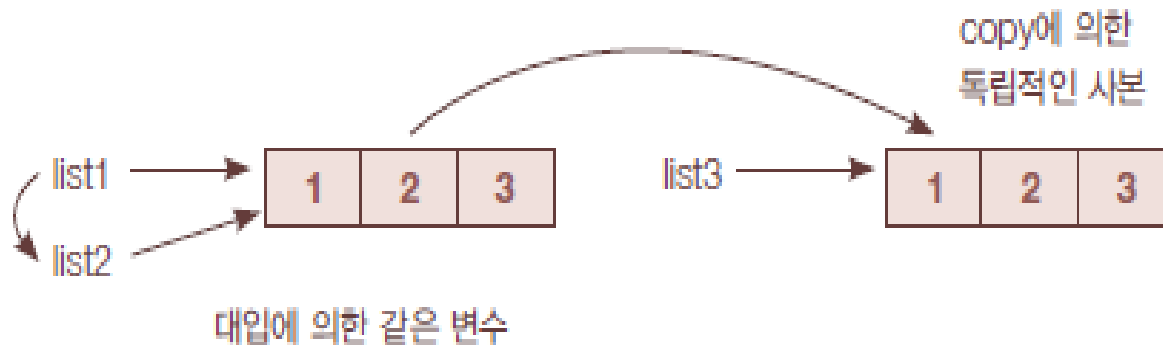 copy에 의한
독립적인 사본
list1
1 2 3
list3
1 2 3
list2
대입에 의한 같은 변수